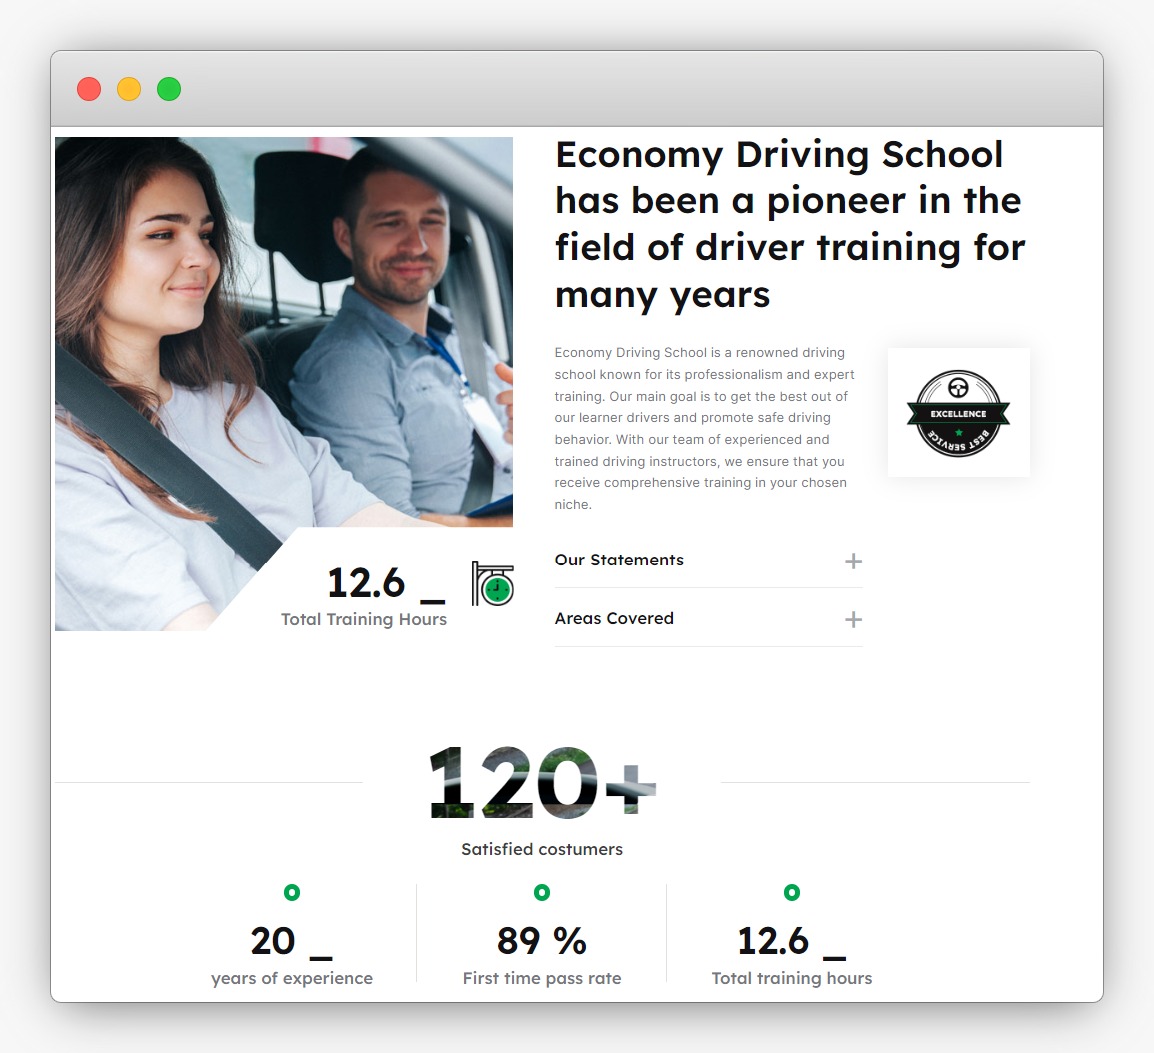 Economy Driving School
has been a pioneer in the
field of driver training for
many years
Economy Driving School is a renowned driving
school known for its professionalism and expert
training. Our main goal is to get the best out of
our learner drivers and promote safe driving
behavior. With our team of experienced and
trained driving instructors, we ensure that you
receive comprehensive training in your chosen
niche.
EXCELLENCE
BEST SERVICE
Our Statements +
Areas Covered +
12.6 _
Total Training Hours
120+
Satisfied costumers
20 _
years of experience
89 %
First time pass rate
12.6 _
Total training hours